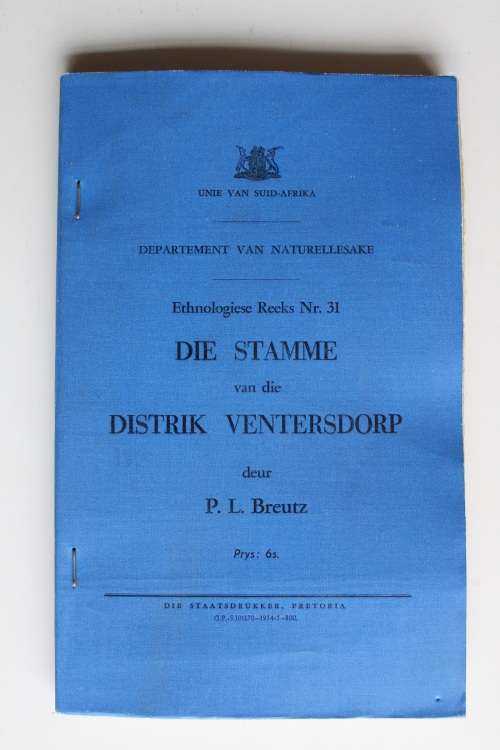 UNIE VAN SUID-AFRIKA
DEPARTEMENT VAN NATURELLESAKE
Ethnologiese Reeks Nr. 31
DIE STAMME
van die
DISTRIK VENTERSDORP
deur
P. L. Breutz
Prys: 6s.
DIE STAATSDRUKKER, PRETORIA